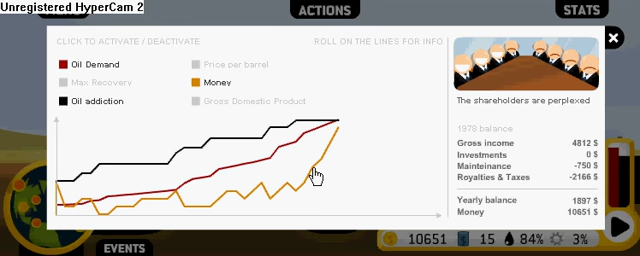 Unregistered HyperCam 2
ACTIONS
STATS
CLICK TO ACTIVATE / DEACTIVATE
ROLL ON THE LINES FOR INFO
Oil Demand
Price per barrel
Max Recovery
Money
Oil addiction
Gross Domestic Product
The shareholders are perplexed
1978 balance
Gross income 4812 $
Investments 0 $
Mainteinance -750 $
Royalties & Taxes -2166 $
Yearly balance 1897 $
Money 10651 $
10651 15 84% 3%
EVENTS